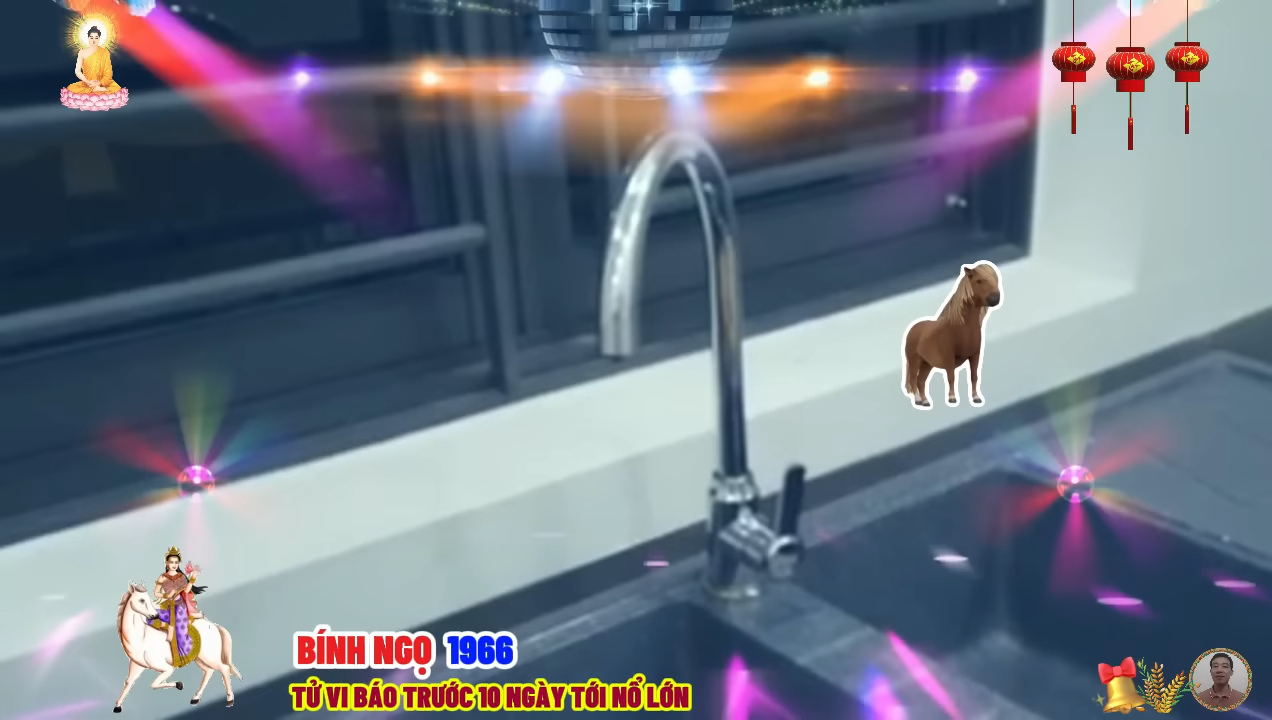 BÍNH NGỌ 1966
TỬ VI BÁO TRƯỚC 10 NGÀY TỚI NỔ LỚN